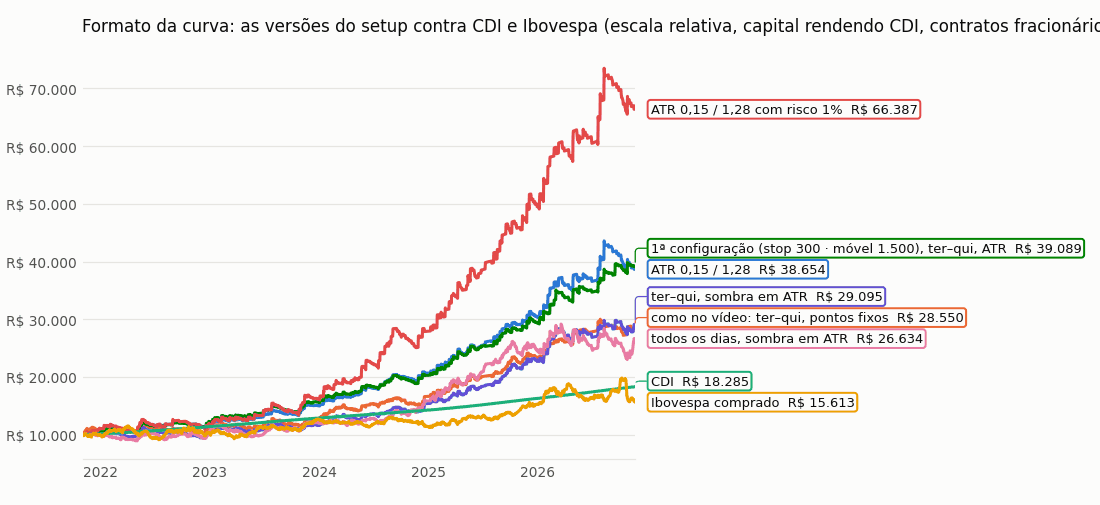 Formato da curva: as versões do setup contra CDI e Ibovespa (escala relativa, capital rendendo CDI, contratos fracionário
R$ 70.000
R$ 60.000
R$ 50.000
R$ 40.000
R$ 30.000
R$ 20.000
R$ 10.000
ATR 0,15 / 1,28 com risco 1% R$ 66.387
1ª configuração (stop 300 · móvel 1.500), ter–qui, ATR R$ 39.089
ATR 0,15 / 1,28 R$ 38.654
ter–qui, sombra em ATR R$ 29.095
como no vídeo: ter–qui, pontos fixos R$ 28.550
todos os dias, sombra em ATR R$ 26.634
CDI R$ 18.285
Ibovespa comprado R$ 15.613
2022 2023 2024 2025 2026